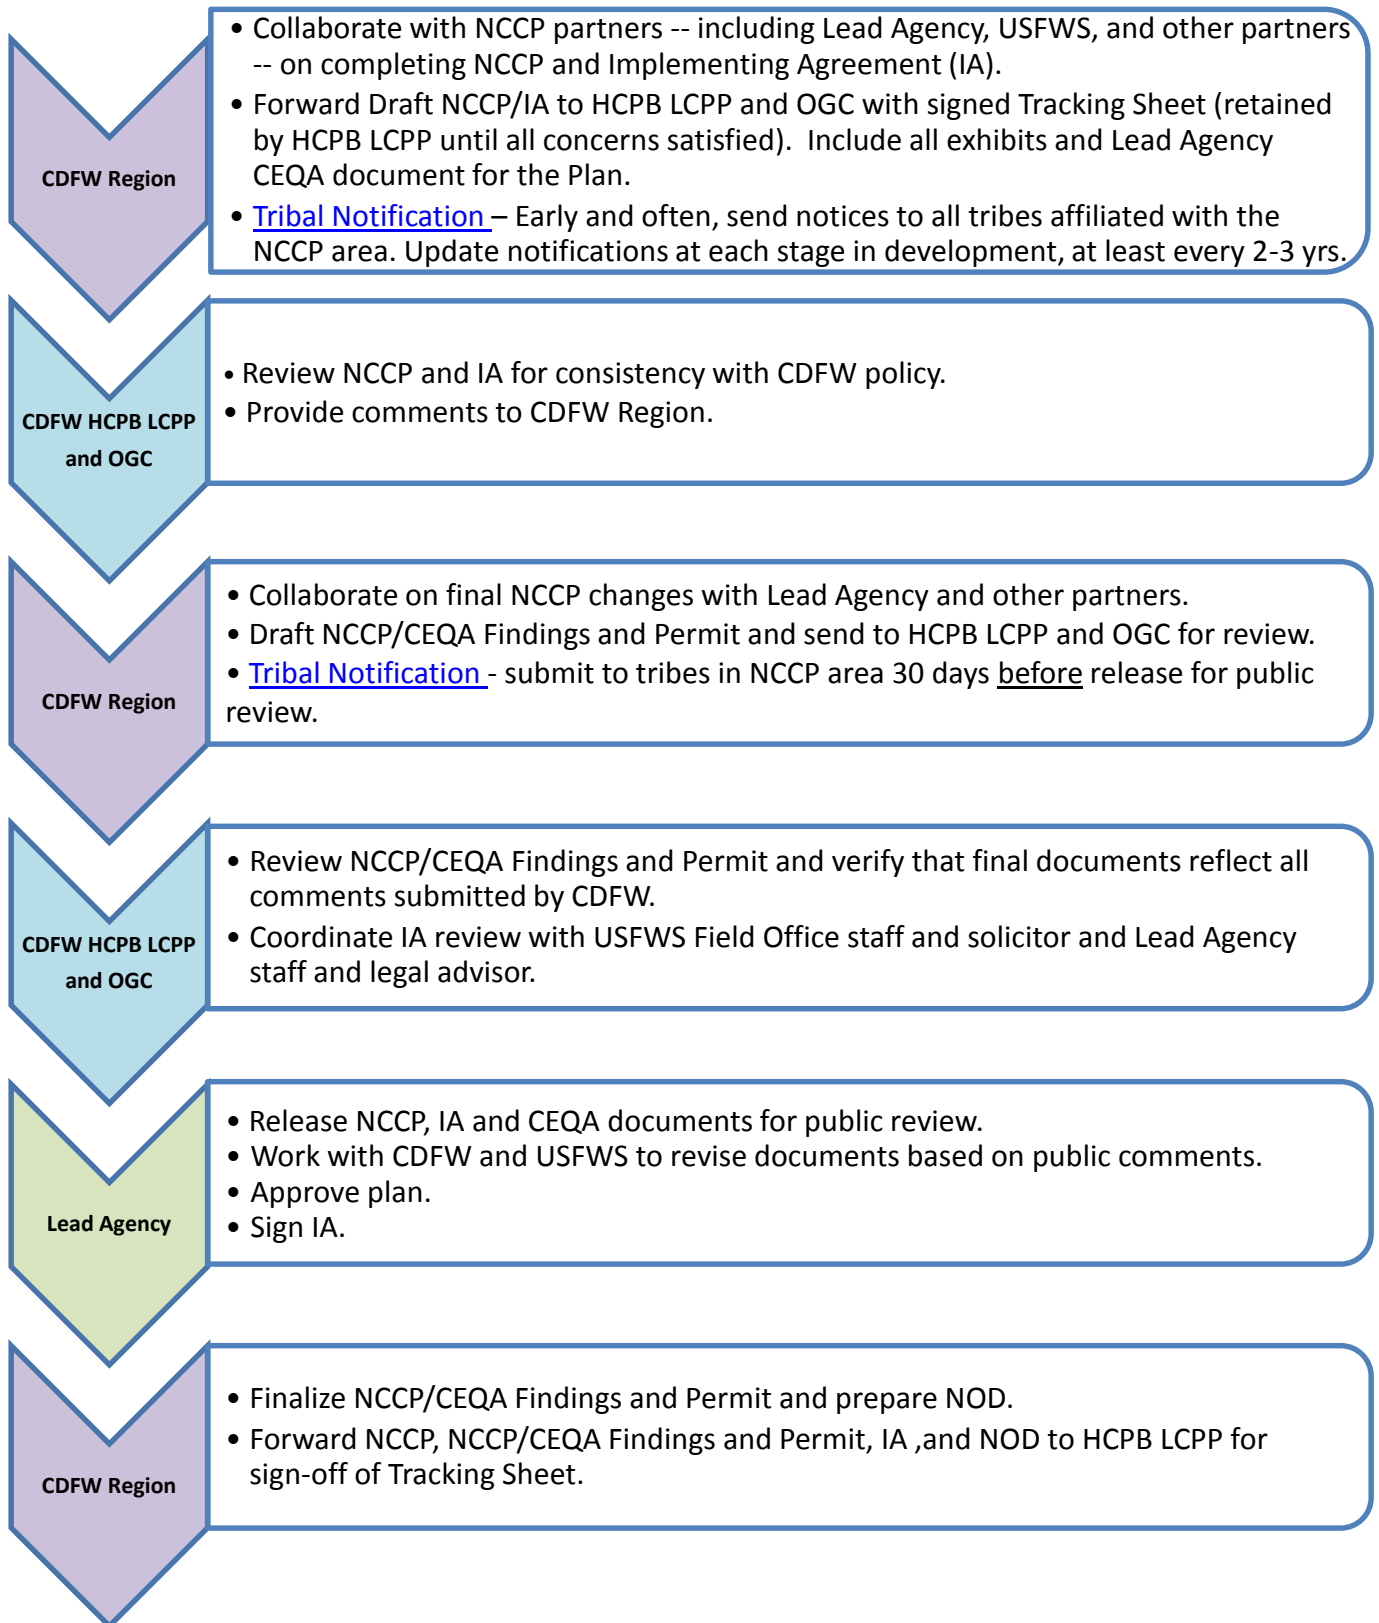 CDFW Region
• Collaborate with NCCP partners -- including Lead Agency, USFWS, and other partners
-- on completing NCCP and Implementing Agreement (IA).
• Forward Draft NCCP/IA to HCPB LCPP and OGC with signed Tracking Sheet (retained
by HCPB LCPP until all concerns satisfied).  Include all exhibits and Lead Agency
CEQA document for the Plan.
• Tribal Notification – Early and often, send notices to all tribes affiliated with the
NCCP area. Update notifications at each stage in development, at least every 2-3 yrs.
CDFW HCPB LCPP
and OGC
• Review NCCP and IA for consistency with CDFW policy.
• Provide comments to CDFW Region.
CDFW Region
• Collaborate on final NCCP changes with Lead Agency and other partners.
• Draft NCCP/CEQA Findings and Permit and send to HCPB LCPP and OGC for review.
• Tribal Notification - submit to tribes in NCCP area 30 days before release for public
review.
CDFW HCPB LCPP
and OGC
• Review NCCP/CEQA Findings and Permit and verify that final documents reflect all
comments submitted by CDFW.
• Coordinate IA review with USFWS Field Office staff and solicitor and Lead Agency
staff and legal advisor.
Lead Agency
• Release NCCP, IA and CEQA documents for public review.
• Work with CDFW and USFWS to revise documents based on public comments.
• Approve plan.
• Sign IA.
CDFW Region
• Finalize NCCP/CEQA Findings and Permit and prepare NOD.
• Forward NCCP, NCCP/CEQA Findings and Permit, IA ,and NOD to HCPB LCPP for
sign-off of Tracking Sheet.